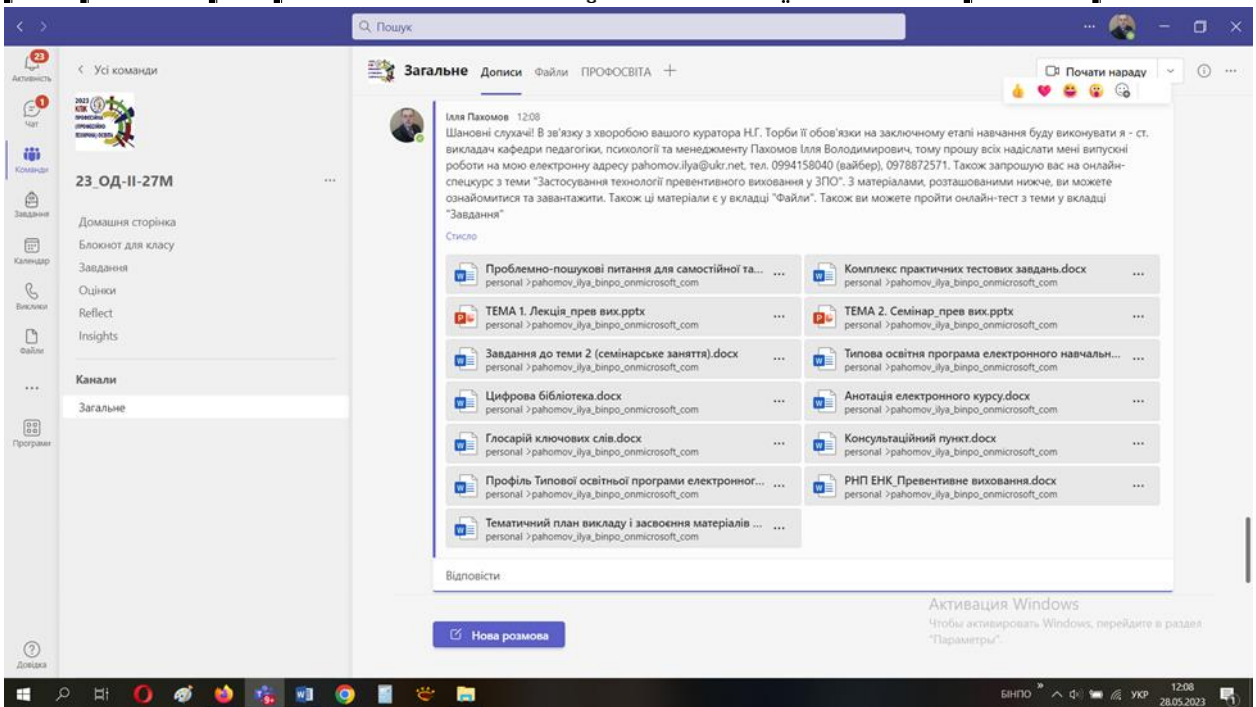 Пошук
23
Активність
Чат
Команди
Завдання
Календар
Виклики
Файли
Програми
Довідка
Усі команди
2023
23_ОД-ІІ-27М
Домашня сторінка
Блокнот для класу
Завдання
Оцінки
Reflect
Insights
Канали
Загальне
Загальне Дописи Файли ПРОФОСВІТА
Почати нараду
Ілля Пахомов 12:08
Шановні слухачі! В зв'язку з хворобою вашого куратора Н.Г. Торби її обов'язки на заключному етапі навчання буду виконувати я - ст.
викладач кафедри педагогіки, психології та менеджменту Пахомов Ілля Володимирович, тому прошу всіх надіслати мені випускні
роботи на мою електронну адресу pahomov.ilya@ukr.net, тел. 0994158040 (вайбер), 0978872571. Також запрошую вас на онлайн-
спецкурс з теми "Застосування технології превентивного виховання у ЗПО". З матеріалами, розташованими нижче, ви можете
ознайомитися та завантажити. Також ці матеріали є у вкладці "Файли". Також ви можете пройти онлайн-тест з теми у вкладці
"Завдання"
Стисло
Проблемно-пошукові питання для самостійної та...
personal >pahomov_ilya_binpo_onmicrosoft_com
Комплекс практичних тестових завдань.docx
personal >pahomov_ilya_binpo_onmicrosoft_com
ТЕМА 1. Лекція_прев вих.pptx
personal >pahomov_ilya_binpo_onmicrosoft_com
ТЕМА 2. Семінар_прев вих.pptx
personal >pahomov_ilya_binpo_onmicrosoft_com
Завдання до теми 2 (семінарське заняття).docx
personal >pahomov_ilya_binpo_onmicrosoft_com
Типова освітня програма електронного навчальн...
personal >pahomov_ilya_binpo_onmicrosoft_com
Цифрова бібліотека.docx
personal >pahomov_ilya_binpo_onmicrosoft_com
Анотація електронного курсу.docx
personal >pahomov_ilya_binpo_onmicrosoft_com
Глосарій ключових слів.docx
personal >pahomov_ilya_binpo_onmicrosoft_com
Консультаційний пункт.docx
personal >pahomov_ilya_binpo_onmicrosoft_com
Профіль Типової освітньої програми електронног...
personal >pahomov_ilya_binpo_onmicrosoft_com
РНП ЕНК_Превентивне виховання.docx
personal >pahomov_ilya_binpo_onmicrosoft_com
Тематичний план викладу і засвоєння матеріалів ...
personal >pahomov_ilya_binpo_onmicrosoft_com
Відповісти
Нова розмова
Активация Windows
Чтобы активировать Windows, перейдите в раздел
"Параметры".
БІНПО УКР 12:08
28.05.2023